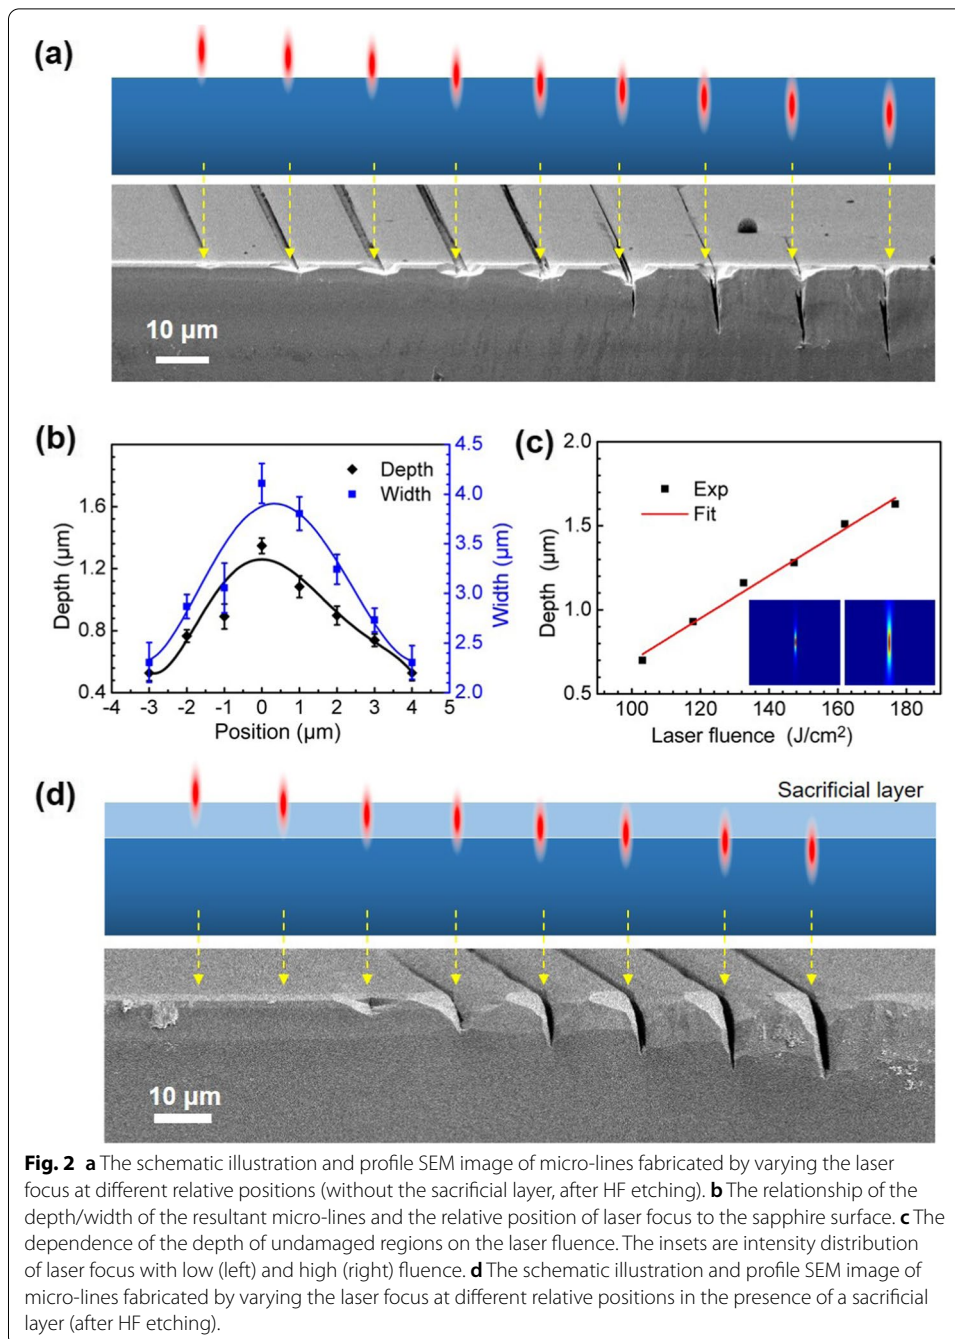 (a)
10 μm
(b)
Depth
Width
Depth (μm)
1.6
1.2
0.8
0.4
4.5
4.0
3.5
3.0
2.5
2.0
Width (μm)
-4 -3 -2 -1 0 1 2 3 4 5
Position (μm)
(c)
Exp
Fit
Depth (μm)
2.0
1.5
1.0
0.5
100 120 140 160 180
Laser fluence (J/cm²)
(d)
Sacrificial layer
10 μm
Fig. 2 a The schematic illustration and profile SEM image of micro-lines fabricated by varying the laser
focus at different relative positions (without the sacrificial layer, after HF etching). b The relationship of the
depth/width of the resultant micro-lines and the relative position of laser focus to the sapphire surface. c The
dependence of the depth of undamaged regions on the laser fluence. The insets are intensity distribution
of laser focus with low (left) and high (right) fluence. d The schematic illustration and profile SEM image of
micro-lines fabricated by varying the laser focus at different relative positions in the presence of a sacrificial
layer (after HF etching).